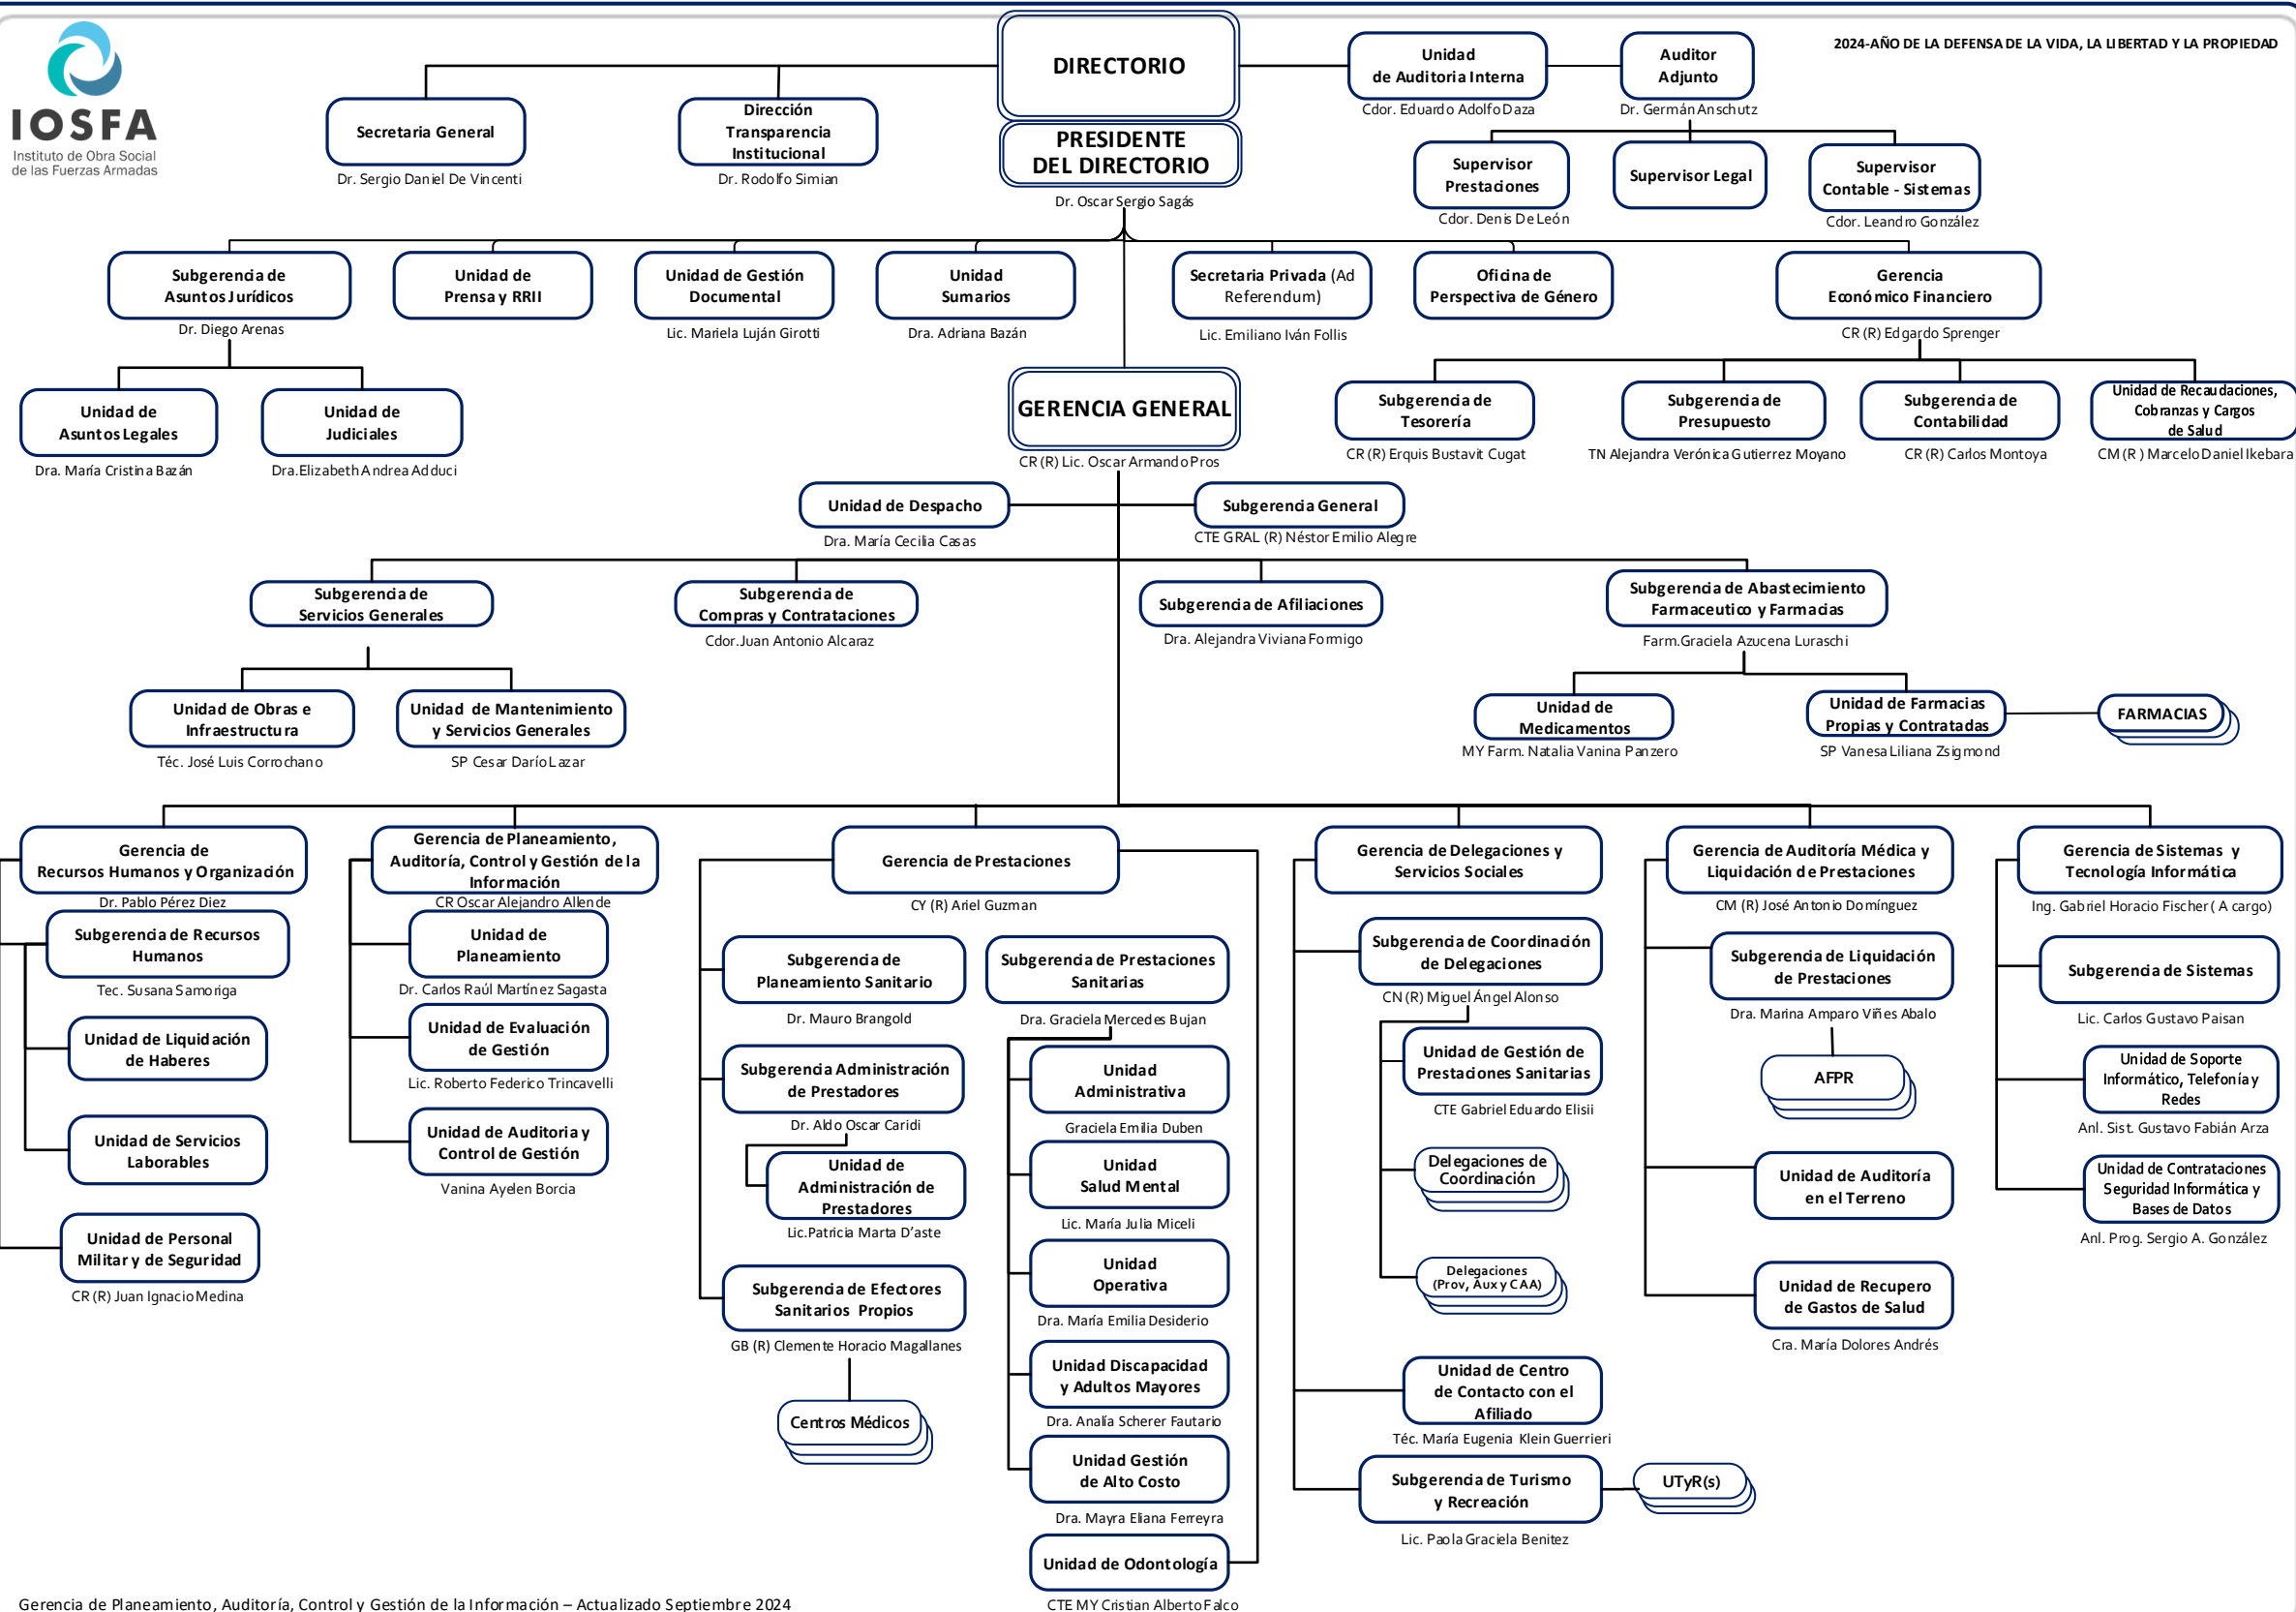 IOSFA
Instituto de Obra Social
de las Fuerzas Armadas
2024-AÑO DE LA DEFENSA DE LA VIDA, LA LIBERTAD Y LA PROPIEDAD
DIRECTORIO
Unidad
de Auditoria Interna
Cdor. Eduardo Adolfo Daza
Auditor
Adjunto
Dr. Germán Anschutz
Secretaria General
Dr. Sergio Daniel De Vincenti
Dirección
Transparencia
Institucional
Dr. Rodolfo Simian
PRESIDENTE
DEL DIRECTORIO
Dr. Oscar Sergio Sagás
Supervisor
Prestaciones
Cdor. Denis De León
Supervisor Legal
Supervisor
Contable - Sistemas
Cdor. Leandro González
Subgerencia de
Asuntos Jurídicos
Dr. Diego Arenas
Unidad de
Prensa y RRII
Unidad de Gestión
Documental
Lic. Mariela Luján Girotti
Unidad
Sumarios
Dra. Adriana Bazán
Secretaria Privada (Ad
Referendum)
Lic. Emiliano Iván Follis
Oficina de
Perspectiva de Género
Gerencia
Económico Financiero
CR (R) Edgardo Sprenger
Unidad de
Asuntos Legales
Dra. María Cristina Bazán
Unidad de
Judiciales
Dra.Elizabeth Andrea Adduci
GERENCIA GENERAL
CR (R) Lic. Oscar Armando Pros
Subgerencia de
Tesorería
CR (R) Erquis Bustavit Cugat
Subgerencia de
Presupuesto
TN Alejandra Verónica Gutierrez Moyano
Subgerencia de
Contabilidad
CR (R) Carlos Montoya
Unidad de Recaudaciones,
Cobranzas y Cargos
de Salud
CM (R ) Marcelo Daniel Ikebara
Unidad de Despacho
Dra. María Cecilia Casas
Subgerencia General
CTE GRAL (R) Néstor Emilio Alegre
Subgerencia de
Servicios Generales
Subgerencia de
Compras y Contrataciones
Cdor.Juan Antonio Alcaraz
Subgerencia de Afiliaciones
Dra. Alejandra Viviana Formigo
Subgerencia de Abastecimiento
Farmaceutico y Farmacias
Farm.Graciela Azucena Luraschi
Unidad de Obras e
Infraestructura
Téc. José Luis Corrochano
Unidad de Mantenimiento
y Servicios Generales
SP Cesar Darío Lazar
Unidad de
Medicamentos
MY Farm. Natalia Vanina Panzero
Unidad de Farmacias
Propias y Contratadas
SP Vanesa Liliana Zsigmond
FARMACIAS
Gerencia de
Recursos Humanos y Organización
Dr. Pablo Pérez Diez
Subgerencia de Recursos
Humanos
Tec. Susana Samoriga
Unidad de Liquidación
de Haberes
Unidad de Servicios
Laborables
Unidad de Personal
Militar y de Seguridad
CR (R) Juan Ignacio Medina
Gerencia de Planeamiento,
Auditoría, Control y Gestión de la
Información
CR Oscar Alejandro Allende
Unidad de
Planeamiento
Dr. Carlos Raúl Martínez Sagasta
Unidad de Evaluación
de Gestión
Lic. Roberto Federico Trincavelli
Unidad de Auditoria y
Control de Gestión
Vanina Ayelen Borcia
Gerencia de Prestaciones
CY (R) Ariel Guzman
Subgerencia de
Planeamiento Sanitario
Dr. Mauro Brangold
Subgerencia Administración
de Prestadores
Dr. Aldo Oscar Caridi
Unidad de
Administración de
Prestadores
Lic.Patricia Marta D’aste
Subgerencia de Efectores
Sanitarios Propios
GB (R) Clemente Horacio Magallanes
Centros Médicos
Subgerencia de Prestaciones
Sanitarias
Dra. Graciela Mercedes Bujan
Unidad
Administrativa
Graciela Emilia Duben
Unidad
Salud Mental
Lic. María Julia Miceli
Unidad
Operativa
Dra. María Emilia Desiderio
Unidad Discapacidad
y Adultos Mayores
Dra. Analía Scherer Fautario
Unidad Gestión
de Alto Costo
Dra. Mayra Eliana Ferreyra
Unidad de Odontología
CTE MY Cristian Alberto Falco
Gerencia de Delegaciones y
Servicios Sociales
Subgerencia de Coordinación
de Delegaciones
CN (R) Miguel Ángel Alonso
Unidad de Gestión de
Prestaciones Sanitarias
CTE Gabriel Eduardo Elisii
Delegaciones de
Coordinación
Delegaciones
(Prov, Aux y CAA)
Unidad de Centro
de Contacto con el
Afiliado
Téc. María Eugenia Klein Guerrieri
Subgerencia de Turismo
y Recreación
Lic. Paola Graciela Benitez
UTyR(s)
Gerencia de Auditoría Médica y
Liquidación de Prestaciones
CM (R) José Antonio Domínguez
Subgerencia de Liquidación
de Prestaciones
Dra. Marina Amparo Viñes Abalo
AFPR
Unidad de Auditoría
en el Terreno
Unidad de Recupero
de Gastos de Salud
Cra. María Dolores Andrés
Gerencia de Sistemas y
Tecnología Informática
Ing. Gabriel Horacio Fischer ( A cargo)
Subgerencia de Sistemas
Lic. Carlos Gustavo Paisan
Unidad de Soporte
Informático, Telefonía y
Redes
Anl. Sist. Gustavo Fabián Arza
Unidad de Contrataciones
Seguridad Informática y
Bases de Datos
Anl. Prog. Sergio A. González
Gerencia de Planeamiento, Auditoría, Control y Gestión de la Información – Actualizado Septiembre 2024